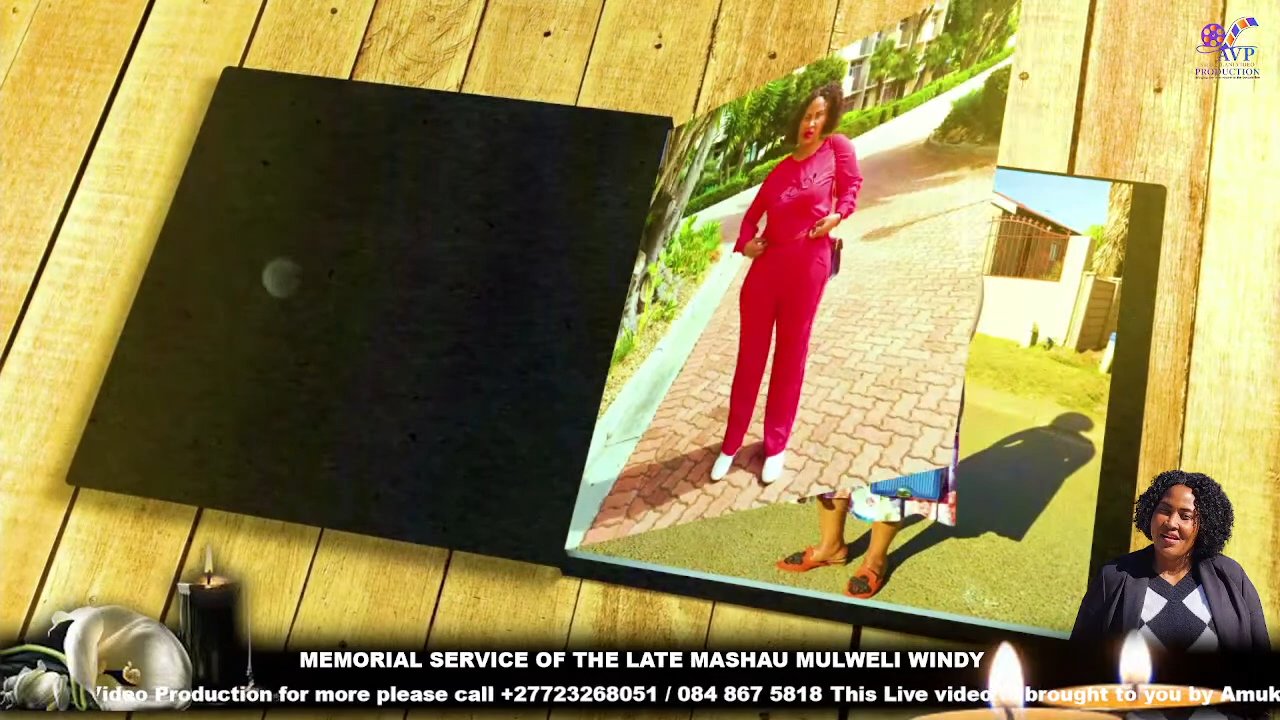 AVP
PRODUCTION
MEMORIAL SERVICE OF THE LATE MASHAU MULWELI WINDY
Video Production for more please call +27723268051 / 084 867 5818 This Live video brought to you by Amuk